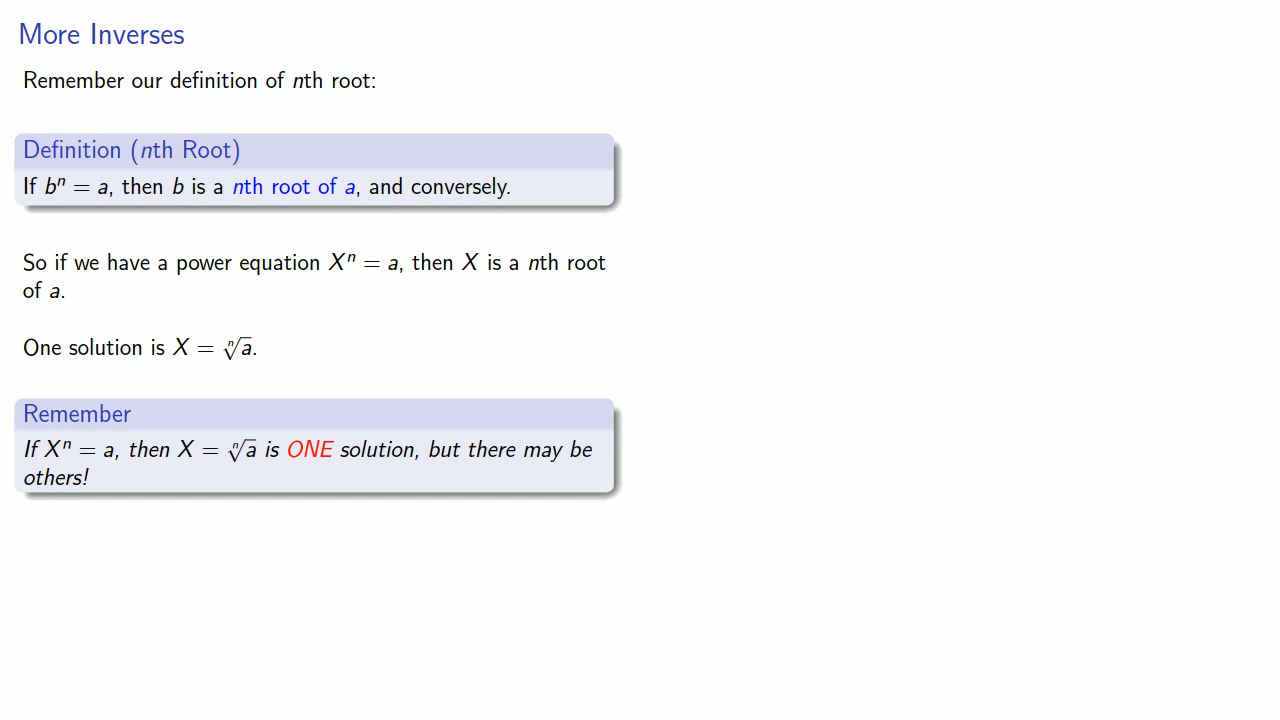 More Inverses
Remember our definition of nth root:
Definition (nth Root)
If bⁿ = a, then b is a nth root of a, and conversely.
So if we have a power equation Xⁿ = a, then X is a nth root
of a.
One solution is X = ⁿ√a.
Remember
If Xⁿ = a, then X = ⁿ√a is ONE solution, but there may be
others!